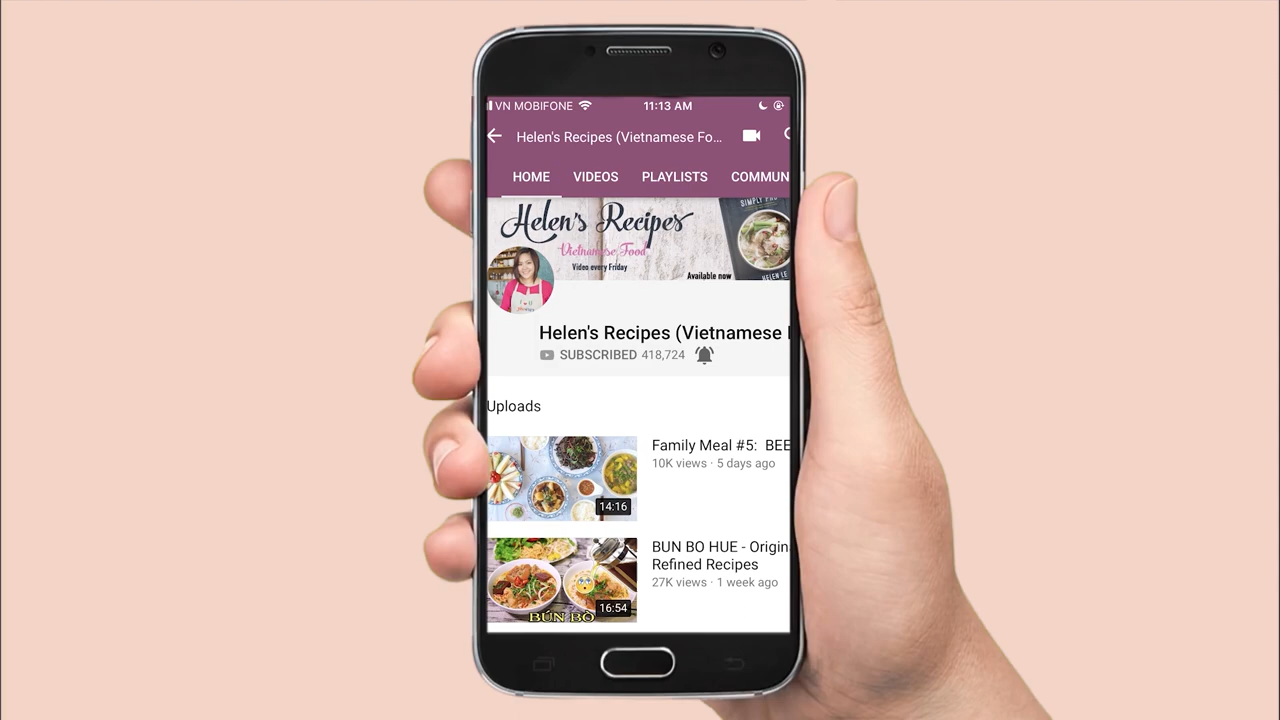 VN MOBIFONE
11:13 AM
Helen's Recipes (Vietnamese Fo...
HOME VIDEOS PLAYLISTS COMMUN
Helen's Recipes
Vietnamese Food
Video every Friday
Available now
SIMPLY
HELEN LE
Helen's Recipes (Vietnamese
SUBSCRIBED 418,724
Uploads
Family Meal #5: BEE
10K views · 5 days ago
14:16
BUN BO HUE - Origin
Refined Recipes
27K views · 1 week ago
16:54
BÚN BÒ